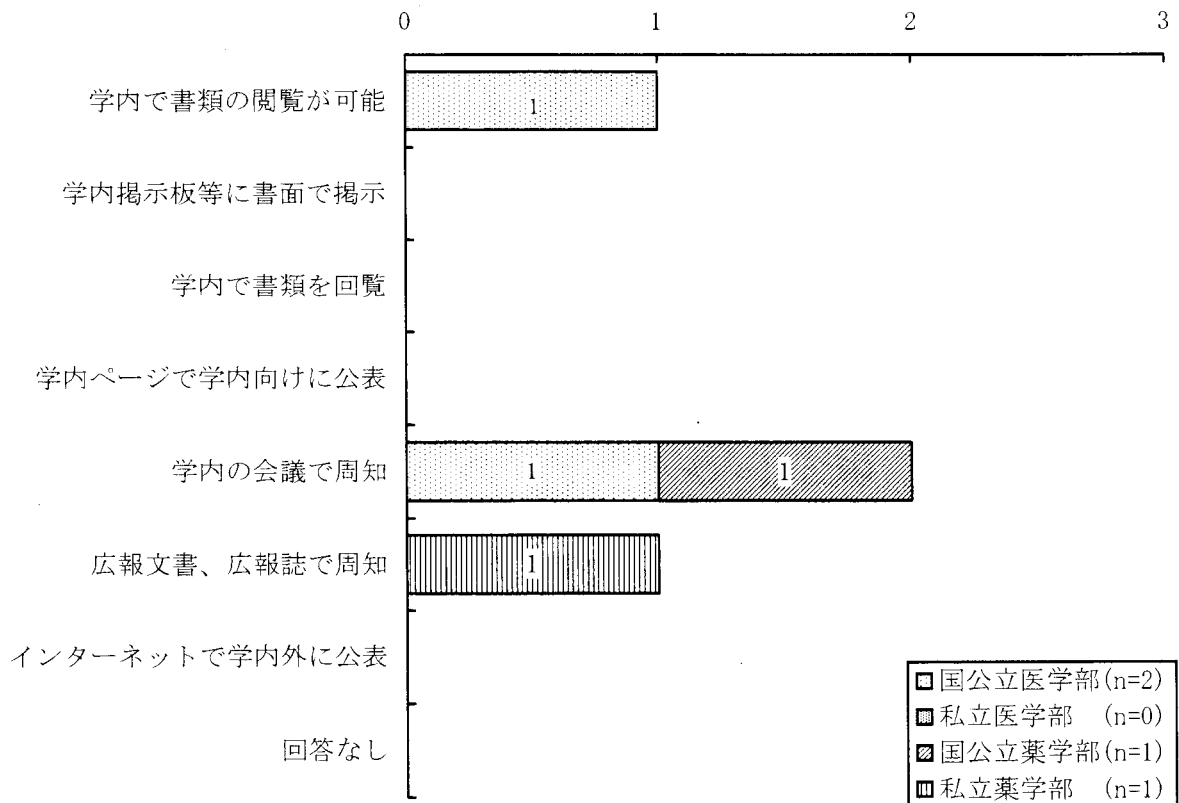 0 1 2 3
学内で書類の閲覧が可能 1
学内掲示板等に書面で掲示
学内で書類を回覧
学内ページで学内向けに公表
学内の会議で周知 1 1
広報文書、広報誌で周知 1
インターネットで学内外に公表
回答なし
国公立医学部(n=2)
私立医学部 (n=0)
国公立薬学部(n=1)
私立薬学部 (n=1)